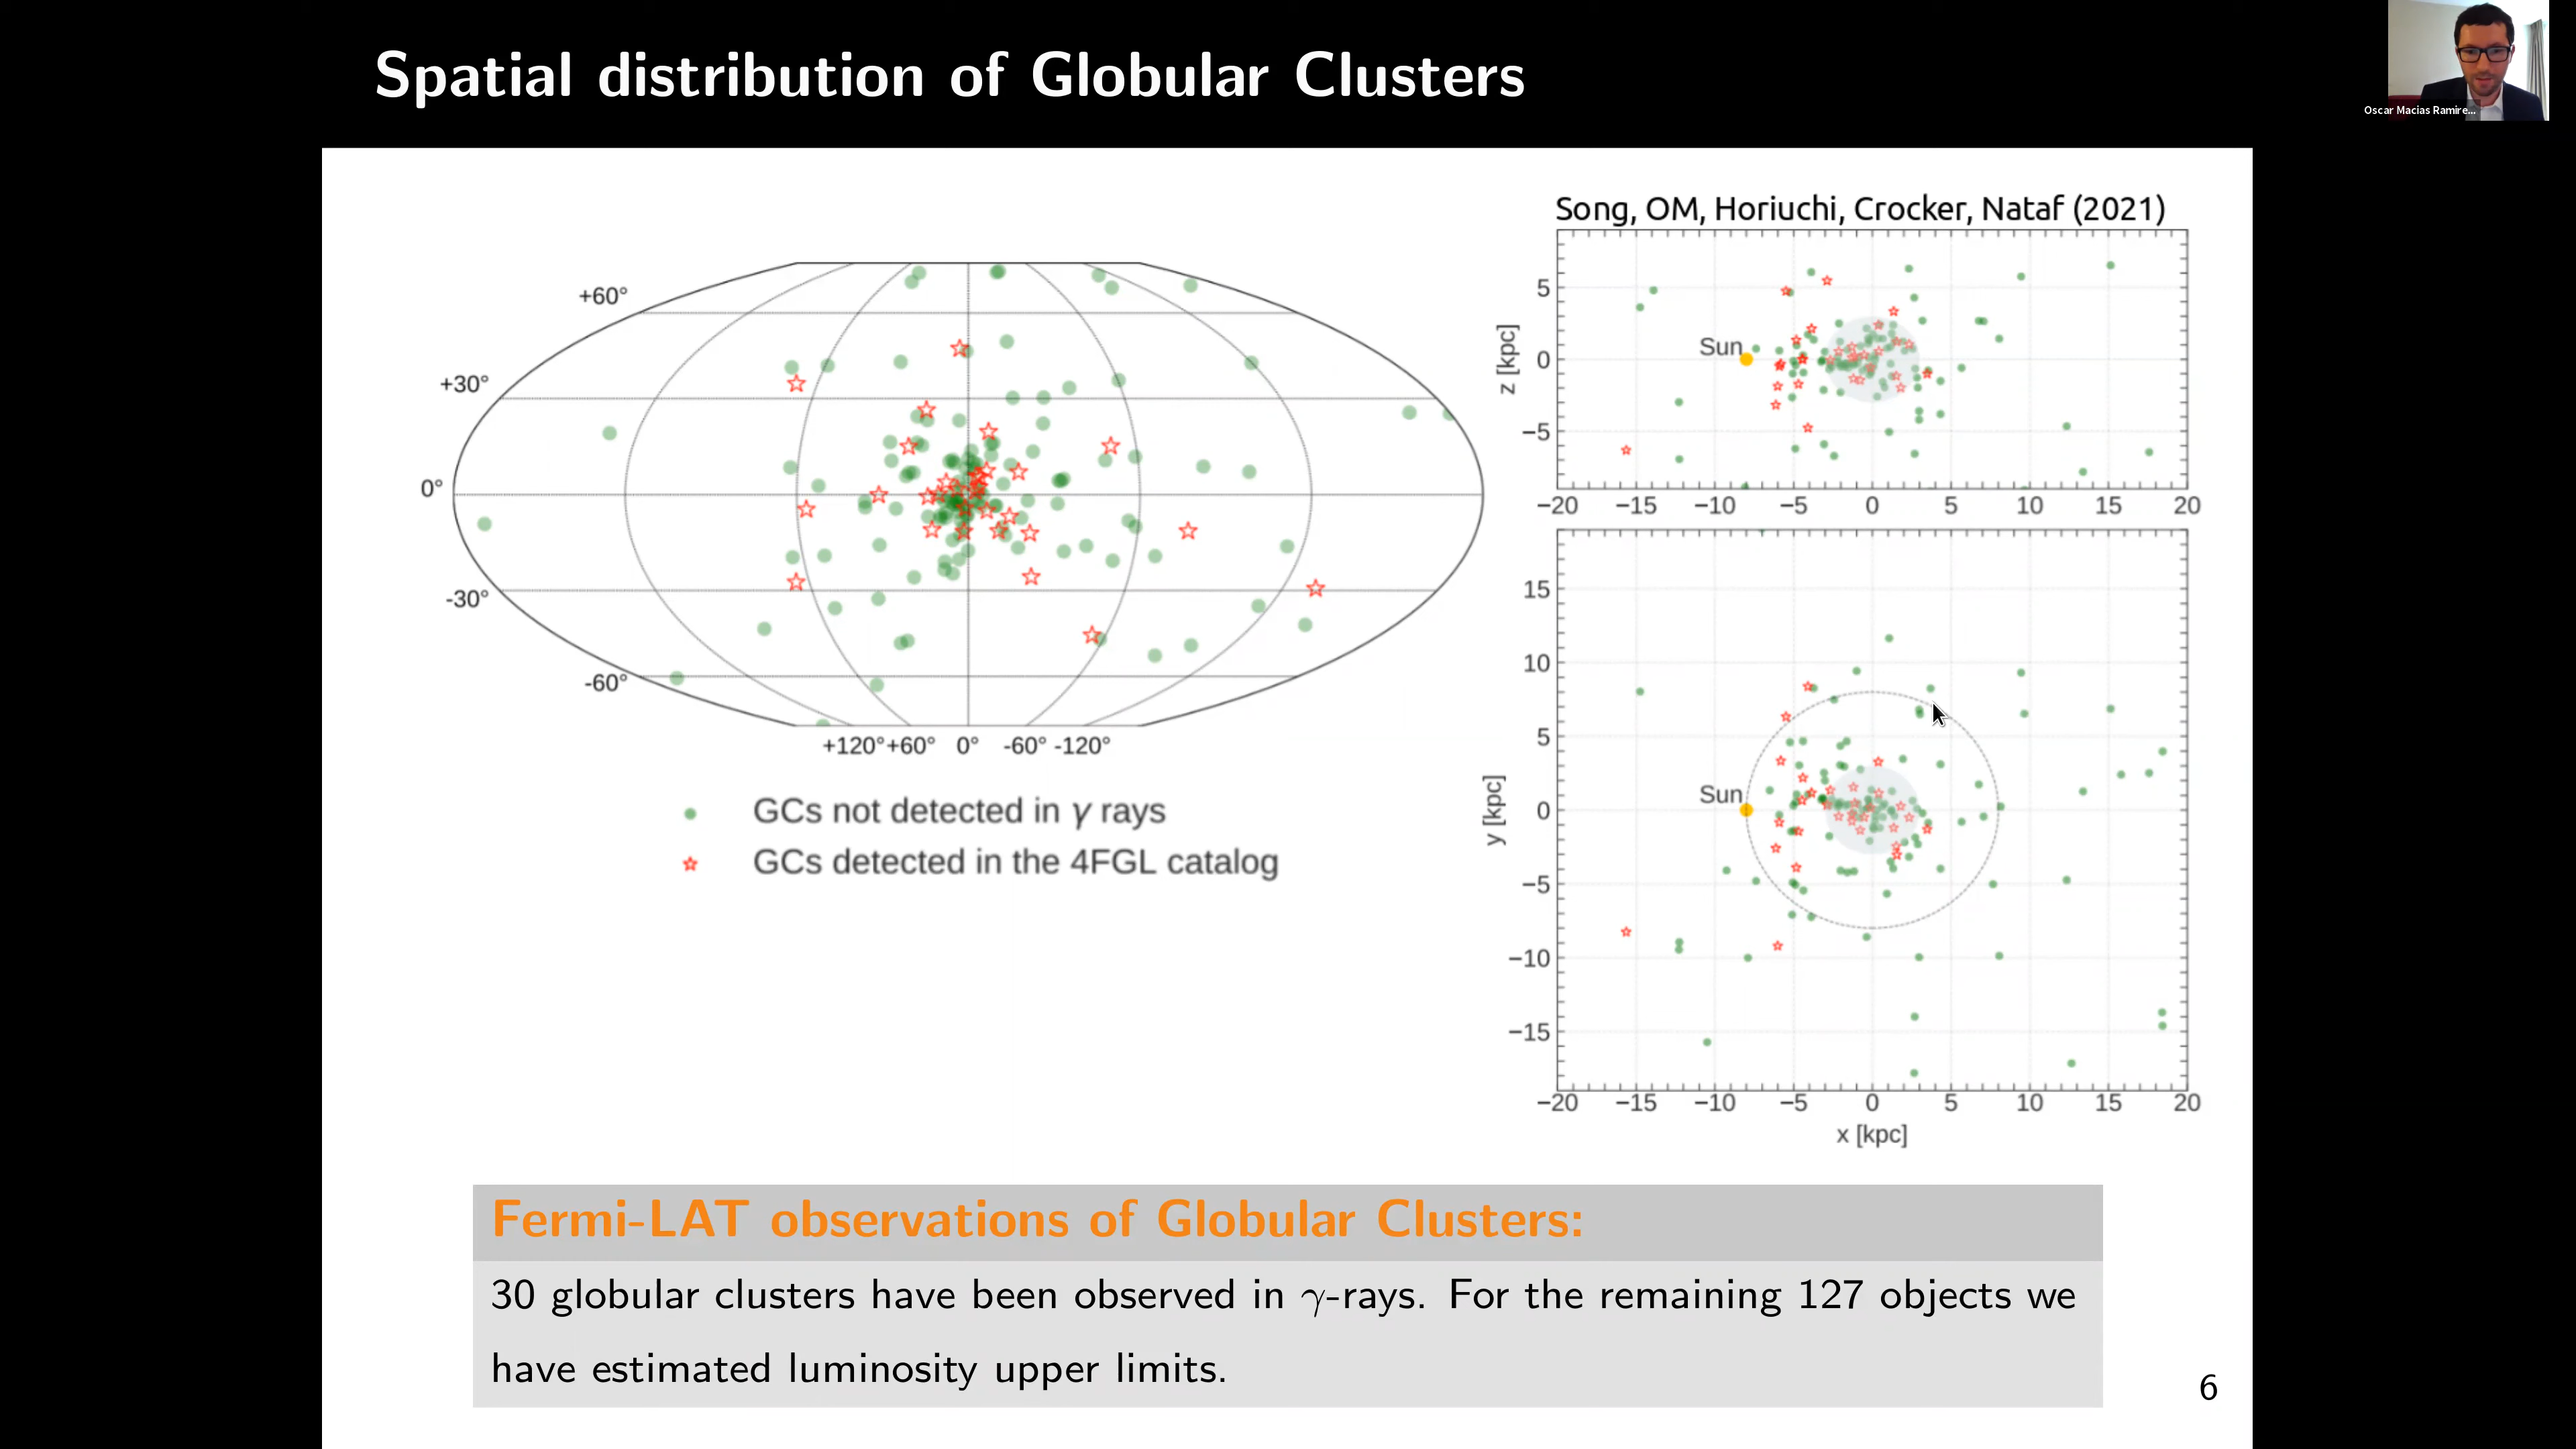 Spatial distribution of Globular Clusters
Oscar Macias Ramire...
Song, OM, Horiuchi, Crocker, Nataf (2021)
+60°
+30°
0°
-30°
-60°
+120° +60° 0° -60° -120°
GCs not detected in γ rays
GCs detected in the 4FGL catalog
z [kpc]
5
0
−5
Sun
−20 −15 −10 −5 0 5 10 15 20
y [kpc]
15
10
5
0
−5
−10
−15
Sun
−20 −15 −10 −5 0 5 10 15 20
x [kpc]
Fermi-LAT observations of Globular Clusters:
30 globular clusters have been observed in γ-rays. For the remaining 127 objects we
have estimated luminosity upper limits.
6